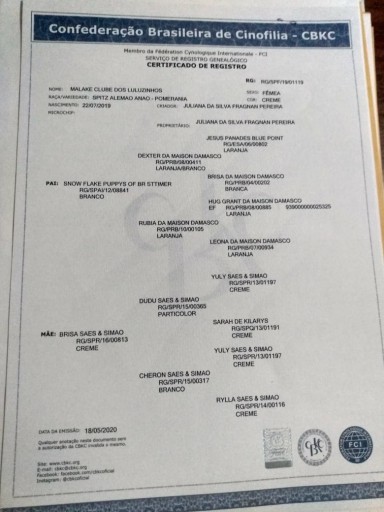 Confederação Brasileira de Cinofilia - CBKC
Membro da Fédération Cynologique Internationale - FCI
SERVIÇO DE REGISTRO GENEALÓGICO
CERTIFICADO DE REGISTRO
RG: RG/SPF/19/01119
NOME: MALAKE CLUBE DOS LULUZINHOS
SEXO: FÊMEA
RAÇA/VARIEDADE: SPITZ ALEMAO ANAO - POMERANIA
COR: CREME
NASCIMENTO: 22/07/2019
CRIADOR: JULIANA DA SILVA FRAGNAN PEREIRA
MICROCHIP:
PROPRIETÁRIO: JULIANA DA SILVA FRAGNAN PEREIRA
JESUS PANADES BLUE POINT
RG/ESA/06/00802
LARANJA
DEXTER DA MAISON DAMASCO
RG/PRB/08/00411
LARANJA/BRANCO
BRISA DA MAISON DAMASCO
RG/PRB/04/00202
BRANCA
PAI: SNOW FLAKE PUPPYS OF BR STTIMER
RG/SPAV/12/08641
BRANCO
HUG GRANT DA MAISON DAMASCO
EF RG/PRB/08/00885
LARANJA
RUBIA DA MAISON DAMASCO
RG/PRB/10/00105
LARANJA
LEONA DA MAISON DAMASCO
RG/PRB/07/00934
LARANJA
YULY SAES & SIMAO
RG/SPR/13/01197
CREME
DUDU SAES & SIMAO
RG/SPR/15/00365
PARTICOLOR
SARAH DE KILARYS
RG/SPQ/13/01191
CREME
MÃE: BRISA SAES & SIMAO
RG/SPR/16/00813
CREME
YULY SAES & SIMAO
RG/SPR/13/01197
CREME
CHERON SAES & SIMAO
RG/SPR/15/00317
BRANCO
RYLLA SAES & SIMAO
RG/SPR/14/00116
CREME
DATA DA EMISSÃO: 18/05/2020
Qualquer anotação neste documento sem
a autorização da CBKC invalida o mesmo.
Site: www.cbkc.org
E-mail: cbkc@cbkc.org
Facebook: facebook.com/cbkcoficial
Instagram: @cbkcoficial
CBKC
FCI